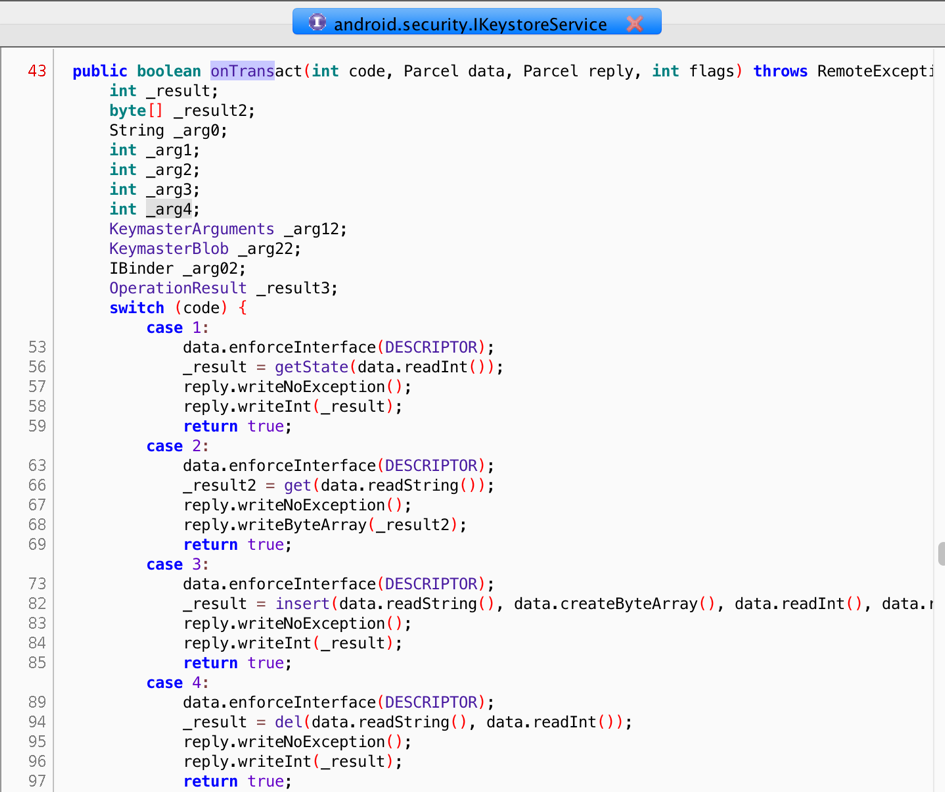 android.security.IKeystoreService
43 public boolean onTransact(int code, Parcel data, Parcel reply, int flags) throws RemoteExcepti
int _result;
byte[] _result2;
String _arg0;
int _arg1;
int _arg2;
int _arg3;
int _arg4;
KeymasterArguments _arg12;
KeymasterBlob _arg22;
IBinder _arg02;
OperationResult _result3;
switch (code) {
case 1:
53 data.enforceInterface(DESCRIPTOR);
56 _result = getState(data.readInt());
57 reply.writeNoException();
58 reply.writeInt(_result);
59 return true;
case 2:
63 data.enforceInterface(DESCRIPTOR);
66 _result2 = get(data.readString());
67 reply.writeNoException();
68 reply.writeByteArray(_result2);
69 return true;
case 3:
73 data.enforceInterface(DESCRIPTOR);
82 _result = insert(data.readString(), data.createByteArray(), data.readInt(), data.r
83 reply.writeNoException();
84 reply.writeInt(_result);
85 return true;
case 4:
89 data.enforceInterface(DESCRIPTOR);
94 _result = del(data.readString(), data.readInt());
95 reply.writeNoException();
96 reply.writeInt(_result);
97 return true;